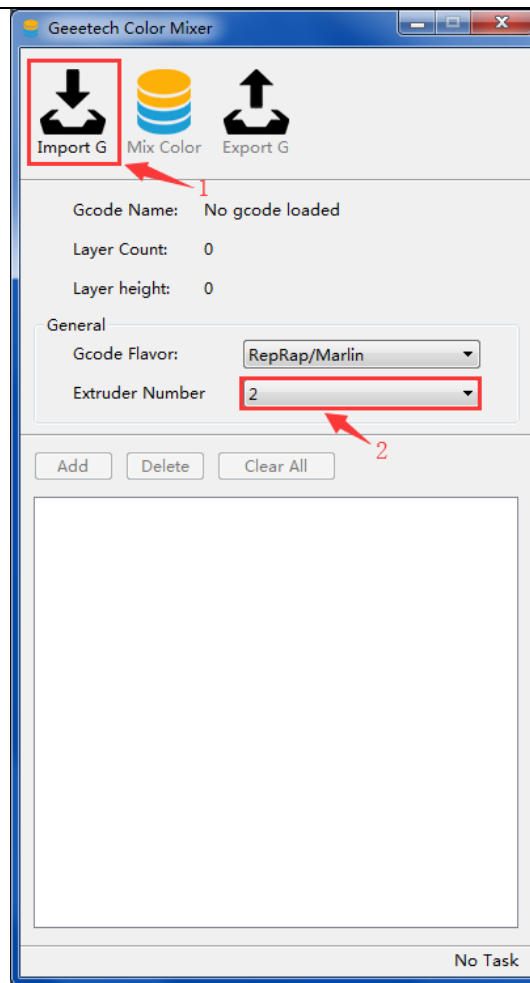 Geeetech Color Mixer
Import G Mix Color Export G
1
Gcode Name: No gcode loaded
Layer Count: 0
Layer height: 0
General
Gcode Flavor: RepRap/Marlin
Extruder Number 2
2
Add Delete Clear All
No Task